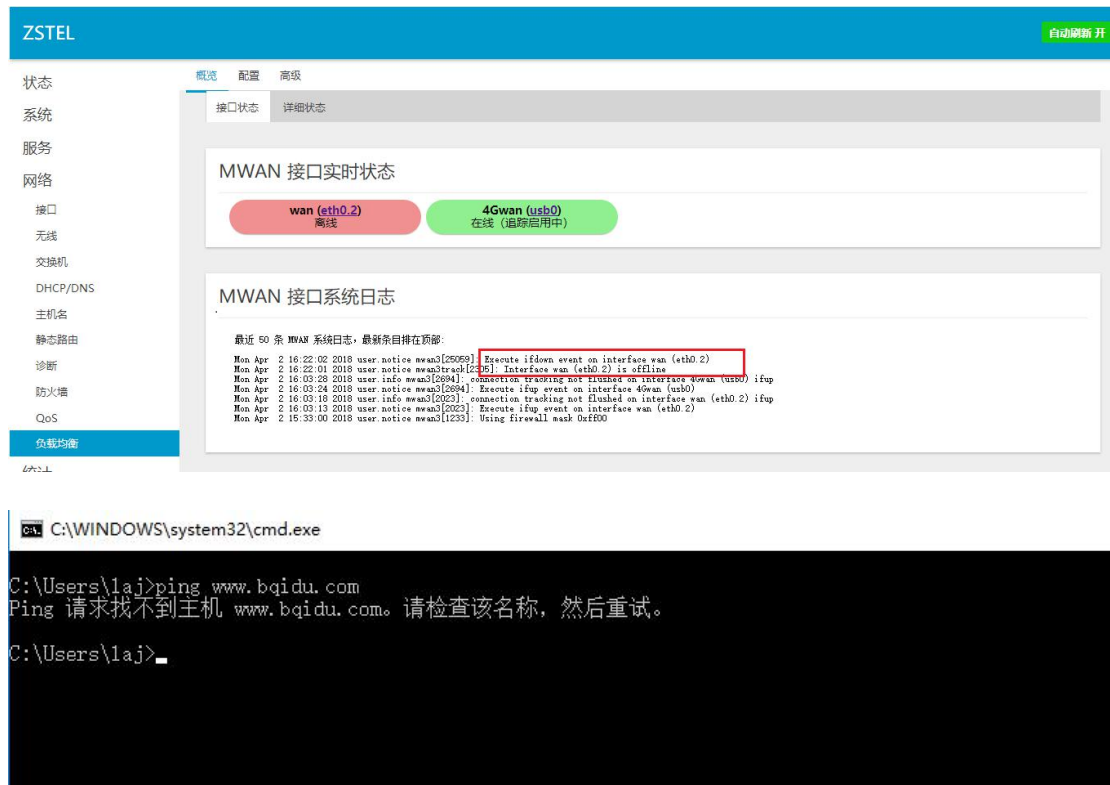 ZSTEL
自动刷新 开
状态
系统
服务
网络
接口
无线
交换机
DHCP/DNS
主机名
静态路由
诊断
防火墙
QoS
负载均衡
统计
概览 配置 高级
接口状态 详细状态
MWAN 接口实时状态
wan (eth0.2)
离线
4Gwan (usb0)
在线（追踪启用中）
MWAN 接口系统日志
最近 50 条 MWAN 系统日志，最新条目排在顶部:
Mon Apr 2 16:22:02 2018 user.notice mwan3[25059]: Execute ifdown event on interface wan (eth0.2)
Mon Apr 2 16:22:01 2018 user.notice mwan3track[2305]: Interface wan (eth0.2) is offline
Mon Apr 2 16:03:28 2018 user.info mwan3[2694]: connection tracking not flushed on interface 4Gwan (usb0) ifup
Mon Apr 2 16:03:24 2018 user.notice mwan3[2694]: Execute ifup event on interface 4Gwan (usb0)
Mon Apr 2 16:03:18 2018 user.info mwan3[2023]: connection tracking not flushed on interface wan (eth0.2) ifup
Mon Apr 2 16:03:13 2018 user.notice mwan3[2023]: Execute ifup event on interface wan (eth0.2)
Mon Apr 2 15:33:00 2018 user.notice mwan3[1233]: Using firewall mask 0xff00
C:\WINDOWS\system32\cmd.exe
C:\Users\laj>ping www.bqidu.com
Ping 请求找不到主机 www.bqidu.com。请检查该名称，然后重试。
C:\Users\laj>